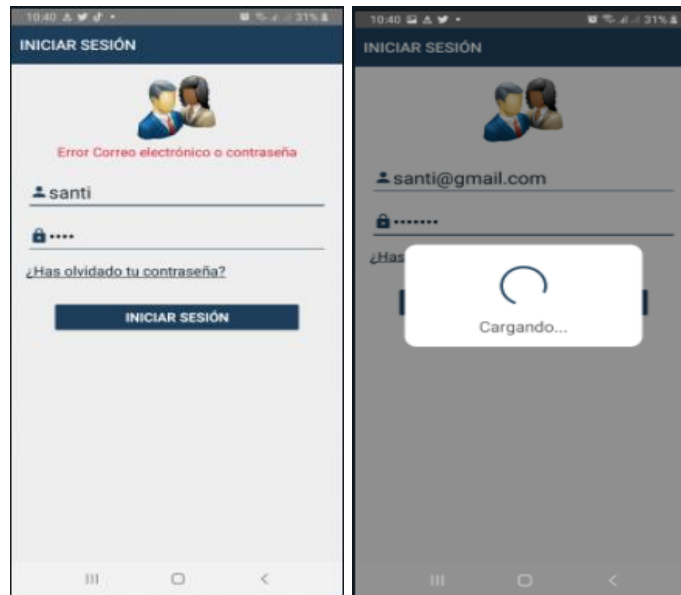 10:40
31%
INICIAR SESIÓN
Error Correo electrónico o contraseña
santi
••••
¿Has olvidado tu contraseña?
INICIAR SESIÓN
10:40
31%
INICIAR SESIÓN
santi@gmail.com
•••••••
¿Has
Cargando...